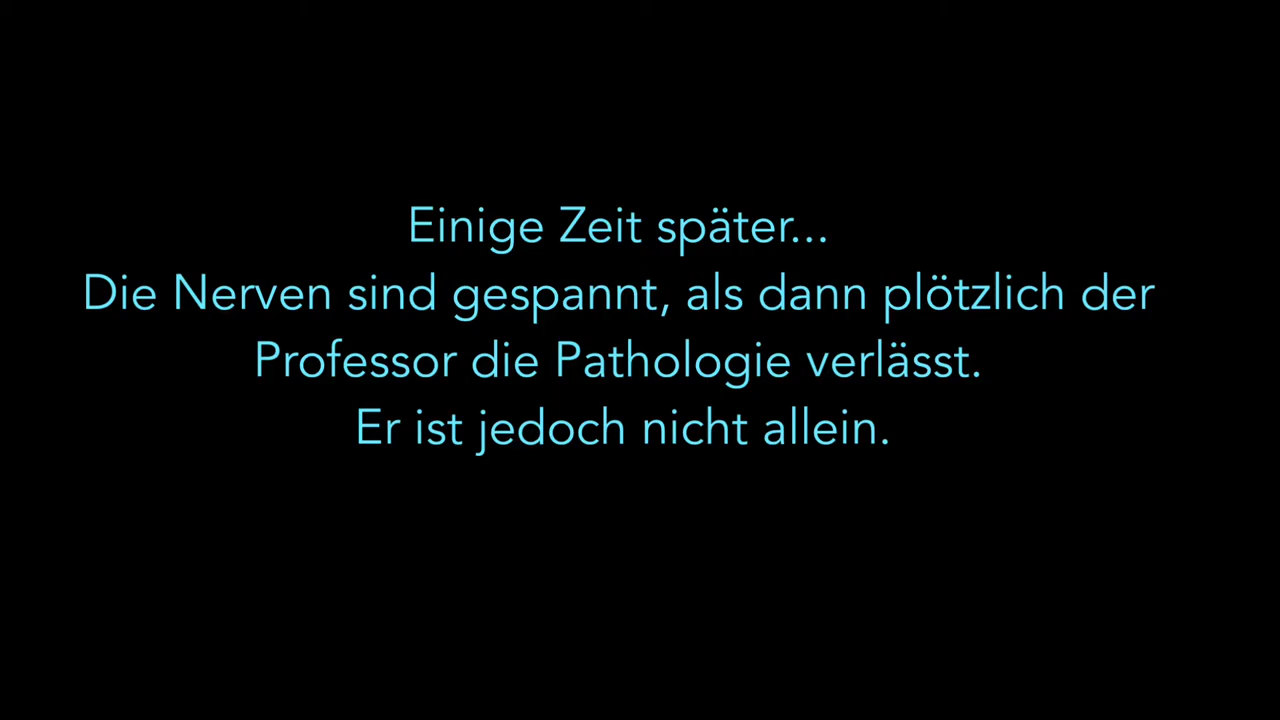 Einige Zeit später...
Die Nerven sind gespannt, als dann plötzlich der
Professor die Pathologie verlässt.
Er ist jedoch nicht allein.